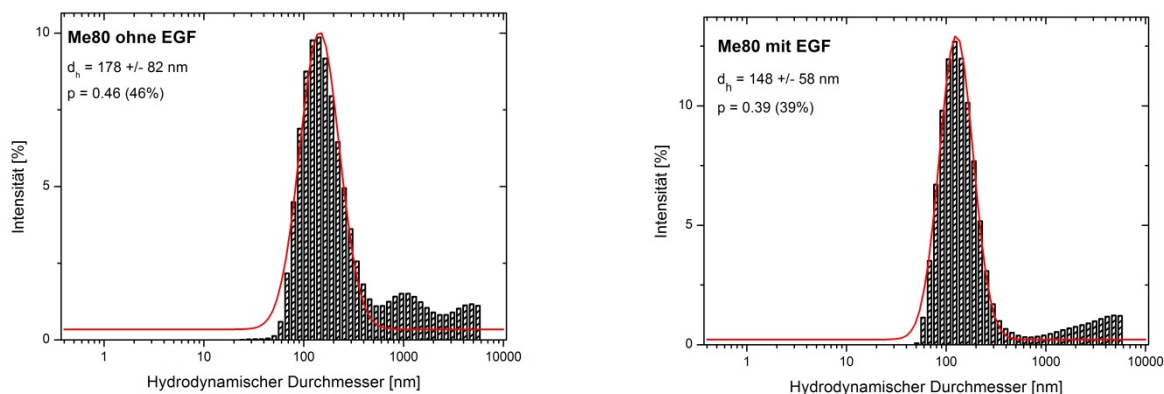 Me80 ohne EGF
dh = 178 +/- 82 nm
p = 0.46 (46%)
Intensität [%]
10
5
0
1
10
100
1000
10000
Hydrodynamischer Durchmesser [nm]
Me80 mit EGF
dh = 148 +/- 58 nm
p = 0.39 (39%)
Intensität [%]
10
5
0
1
10
100
1000
10000
Hydrodynamischer Durchmesser [nm]